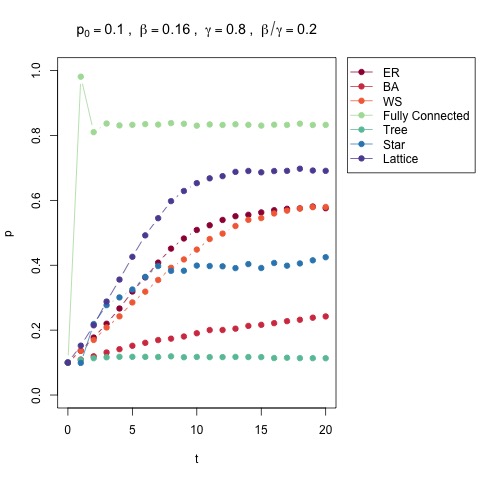 p₀ = 0.1 , β = 0.16 , γ = 0.8 , β/γ = 0.2
ER
BA
WS
Fully Connected
Tree
Star
Lattice
1.0
0.8
0.6
0.4
0.2
0.0
p
0 5 10 15 20
t